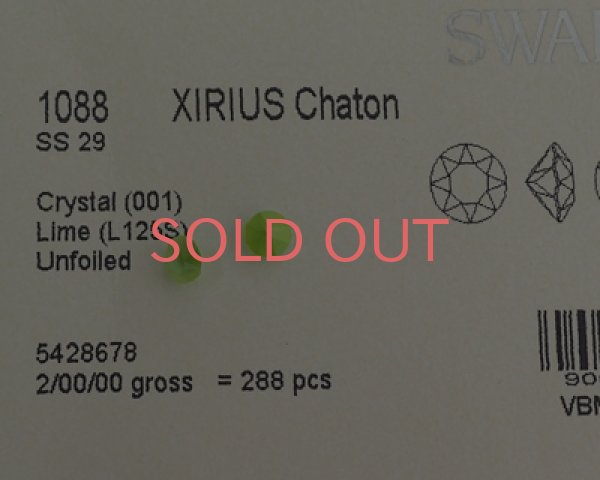 SWA
1088 XIRIUS Chaton
SS 29
Crystal (001)
Lime (L125S)
Unfoiled
SOLD OUT
5428678
2/00/00 gross = 288 pcs
90
VBN